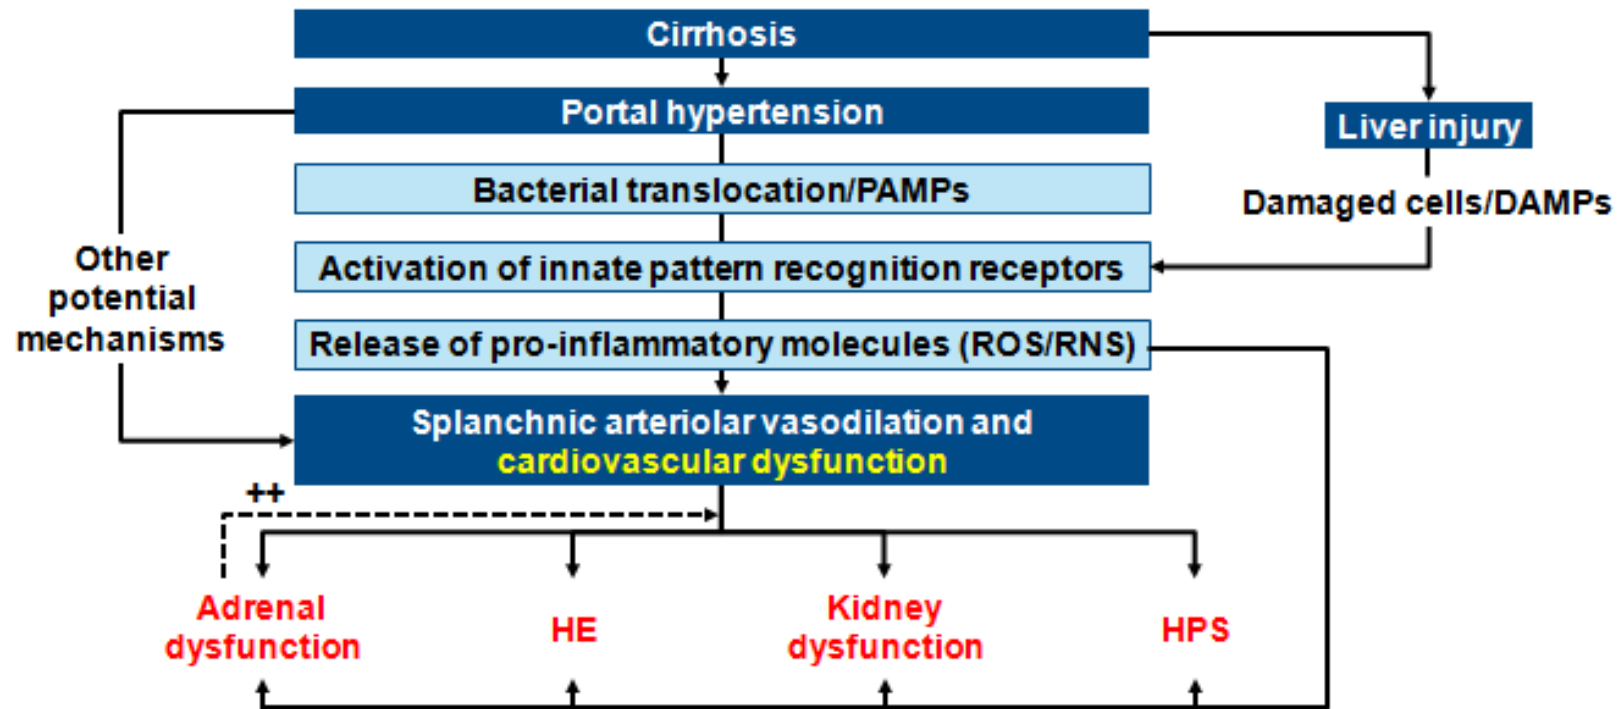 Cirrhosis
Portal hypertension
Liver injury
Bacterial translocation/PAMPs
Damaged cells/DAMPs
Other
potential
mechanisms
Activation of innate pattern recognition receptors
Release of pro-inflammatory molecules (ROS/RNS)
Splanchnic arteriolar vasodilation and
cardiovascular dysfunction
++
Adrenal
dysfunction
HE
Kidney
dysfunction
HPS